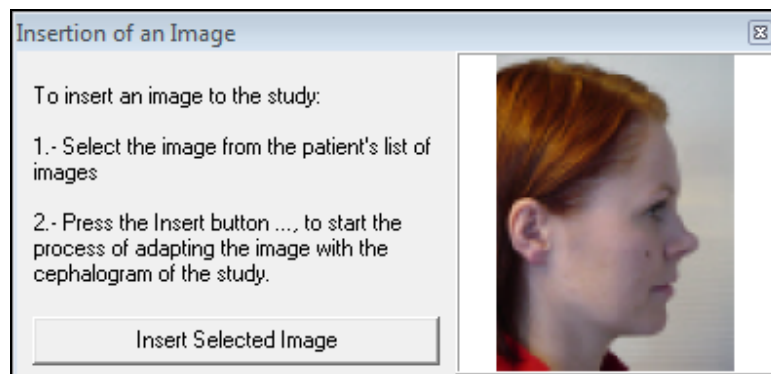 Insertion of an Image
To insert an image to the study:
1.- Select the image from the patient's list of
images
2.- Press the Insert button ..., to start the
process of adapting the image with the
cephalogram of the study.
Insert Selected Image